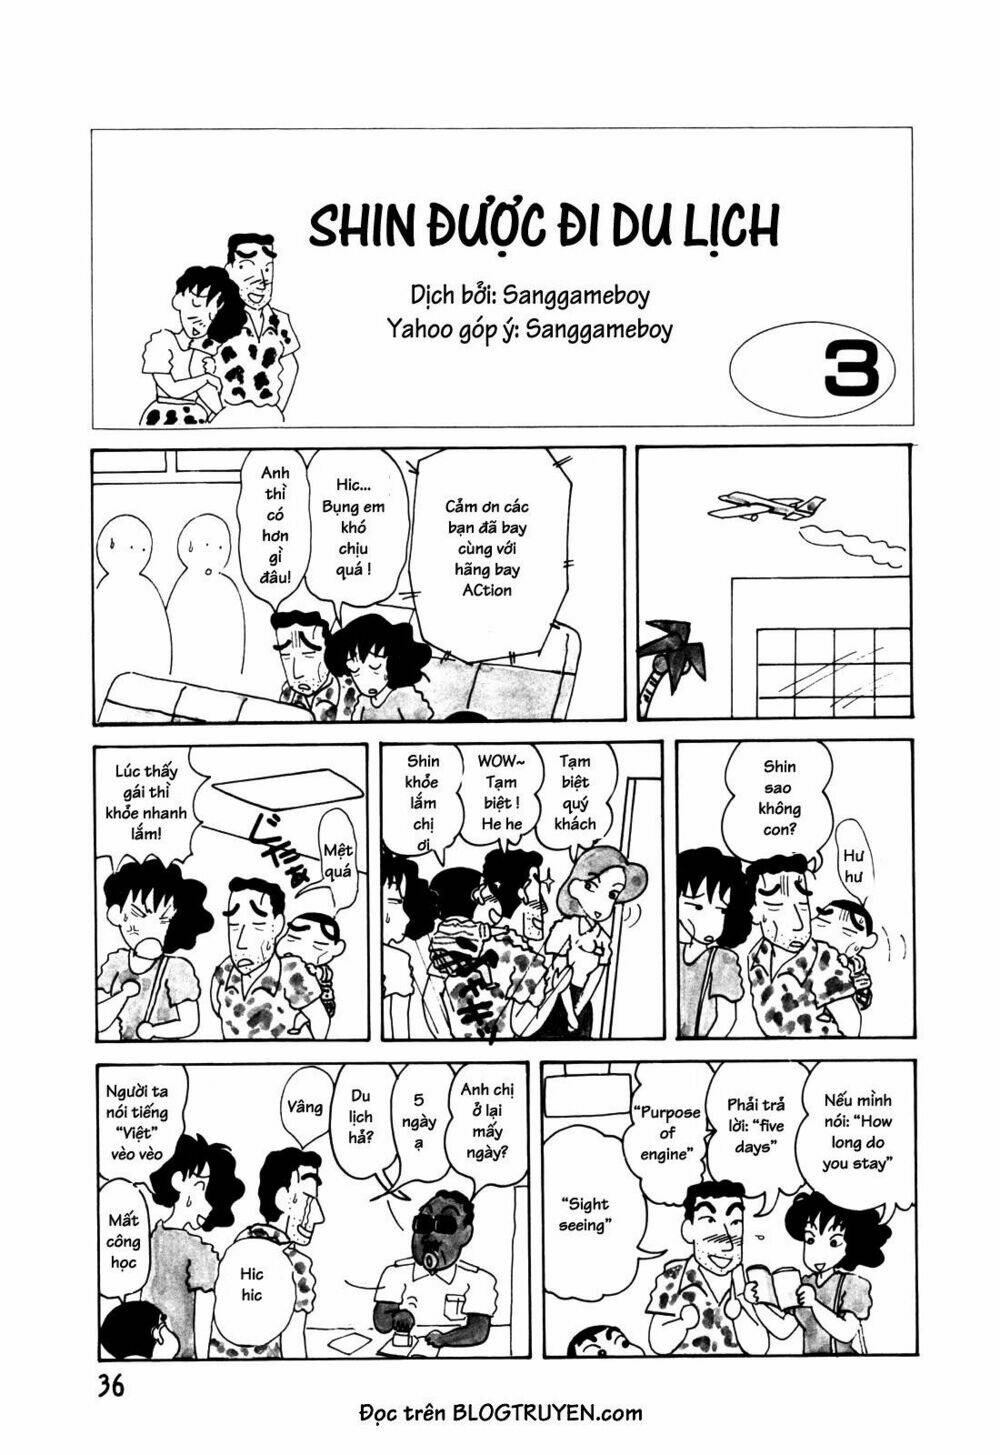 SHIN ĐƯỢC ĐI DU LỊCH
Dịch bởi: Sanggameboy
Yahoo góp ý: Sanggameboy
3
Cảm ơn các
bạn đã bay
cùng với
hãng bay
ACtion
Hic...
Bụng em
khó
chịu
quá !
Anh
thì
có
hơn
gì
đâu!
Shin
sao
không
con?
Hư
hư
Tạm
biệt
quý
khách
WOW~
Tạm
biệt !
He he
Shin
khỏe
lắm
chị
ơi
Mệt
quá
Lúc thấy
gái thì
khỏe nhanh
lắm!
Nếu mình
nói: “How
long do
you stay”
Phải trả
lời: “five
days”
“Purpose
of
engine”
“Sight
seeing”
Anh chị
ở lại
mấy
ngày?
5
ngày
ạ
Du
lịch
hả?
Vâng
Người ta
nói tiếng
“Việt”
vèo vèo
Hic
hic
Mất
công
học
36
Đọc trên BLOGTRUYEN.com